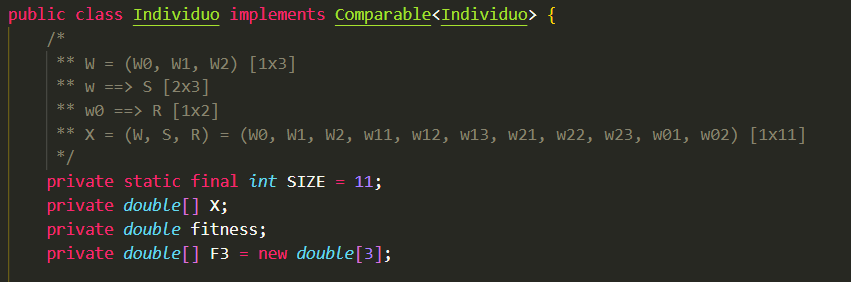 public class Individuo implements Comparable<Individuo> {
/*
** W = (W0, W1, W2) [1x3]
** w ==> S [2x3]
** w0 ==> R [1x2]
** X = (W, S, R) = (W0, W1, W2, w11, w12, w13, w21, w22, w23, w01, w02) [1x11]
*/
private static final int SIZE = 11;
private double[] X;
private double fitness;
private double[] F3 = new double[3];